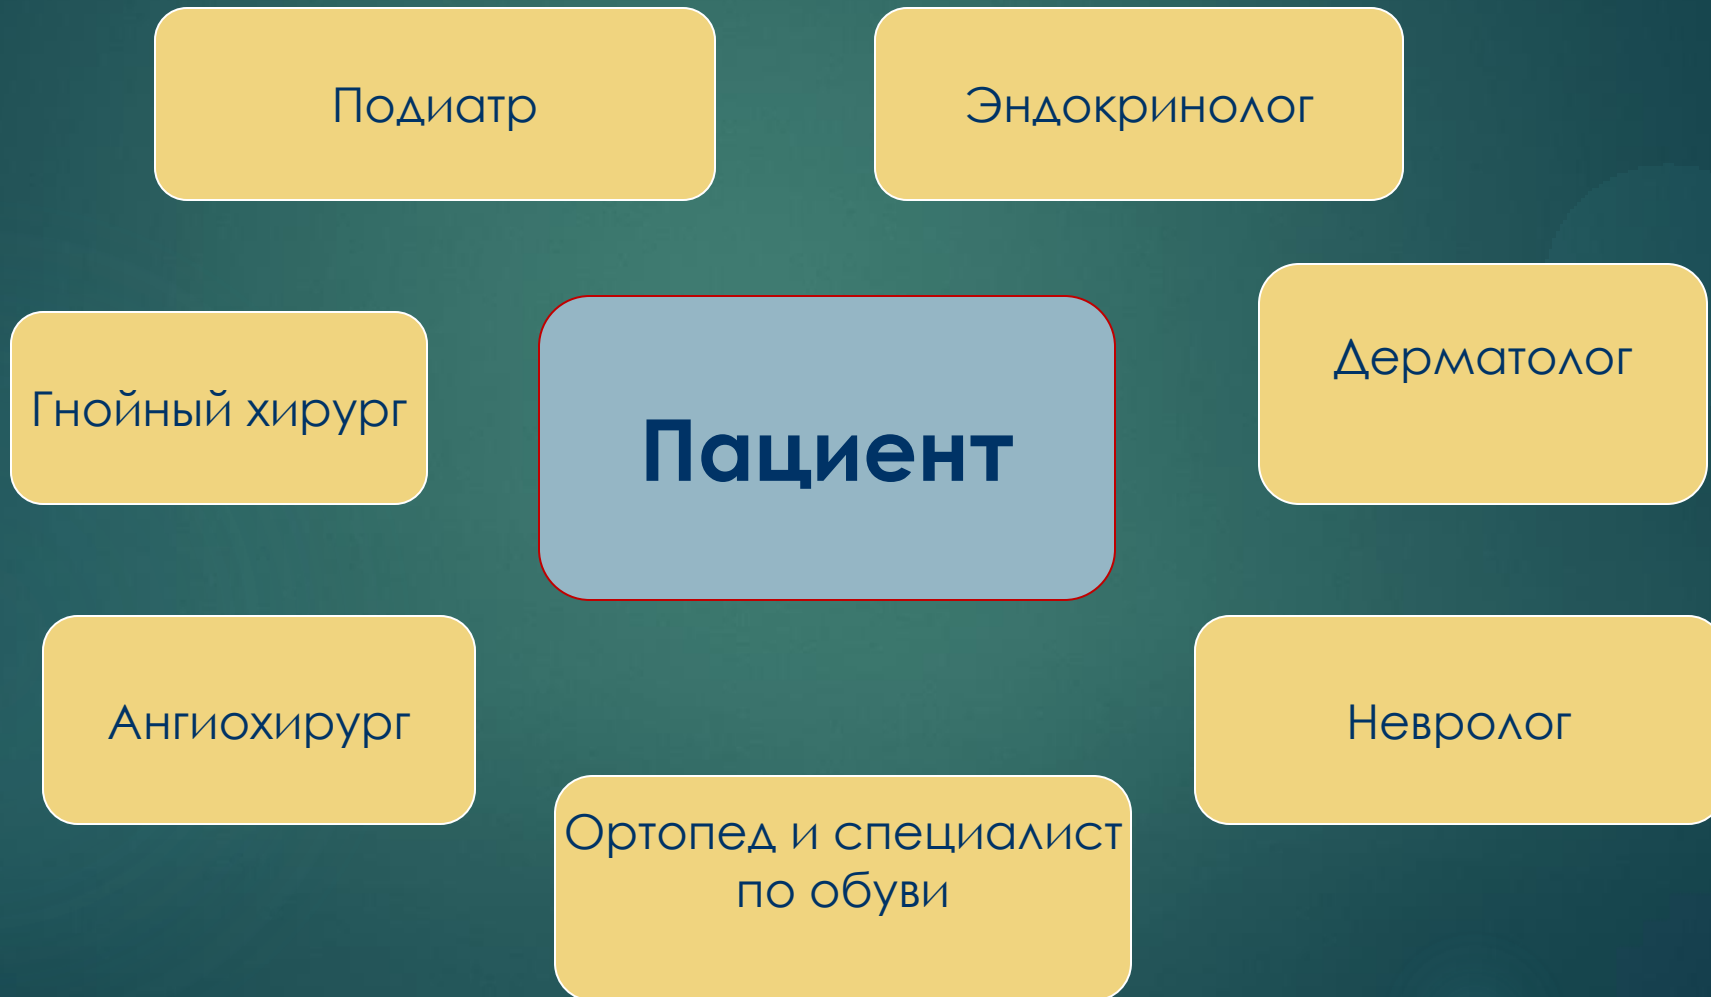 Подиатр
Эндокринолог
Дерматолог
Гнойный хирург
Пациент
Ангиохирург
Невролог
Ортопед и специалист
по обуви